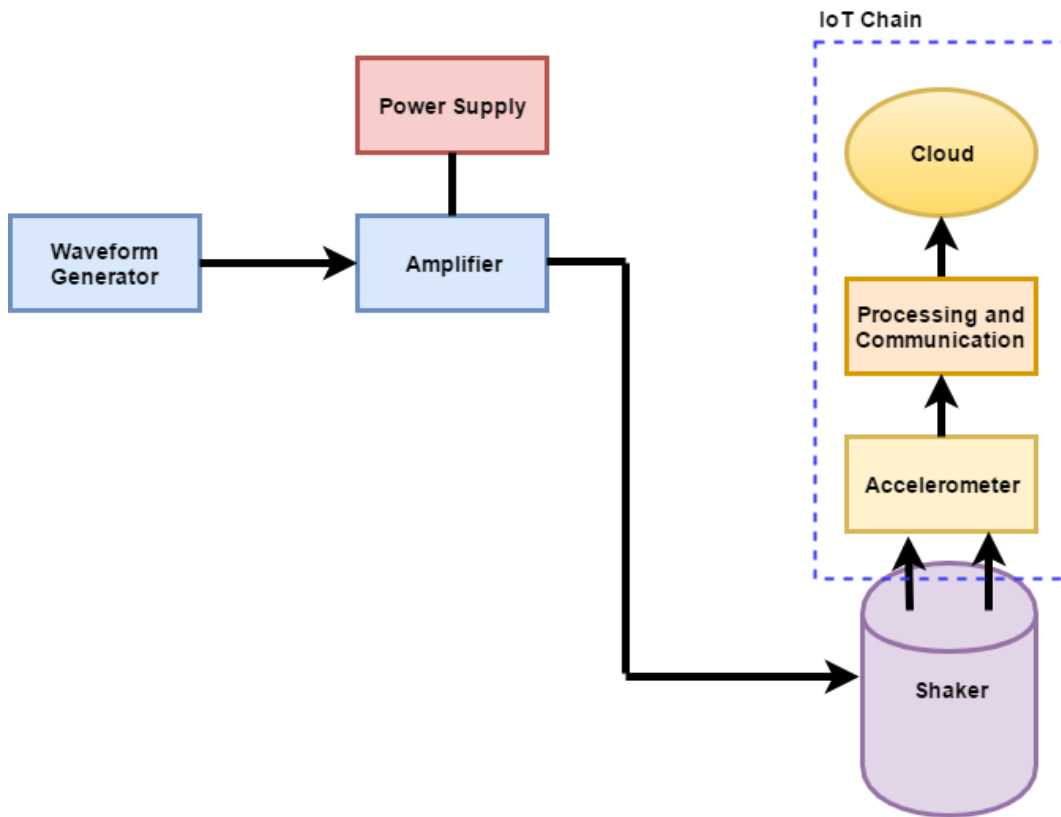 IoT Chain
Power Supply
Cloud
Waveform
Generator
Amplifier
Processing and
Communication
Accelerometer
Shaker